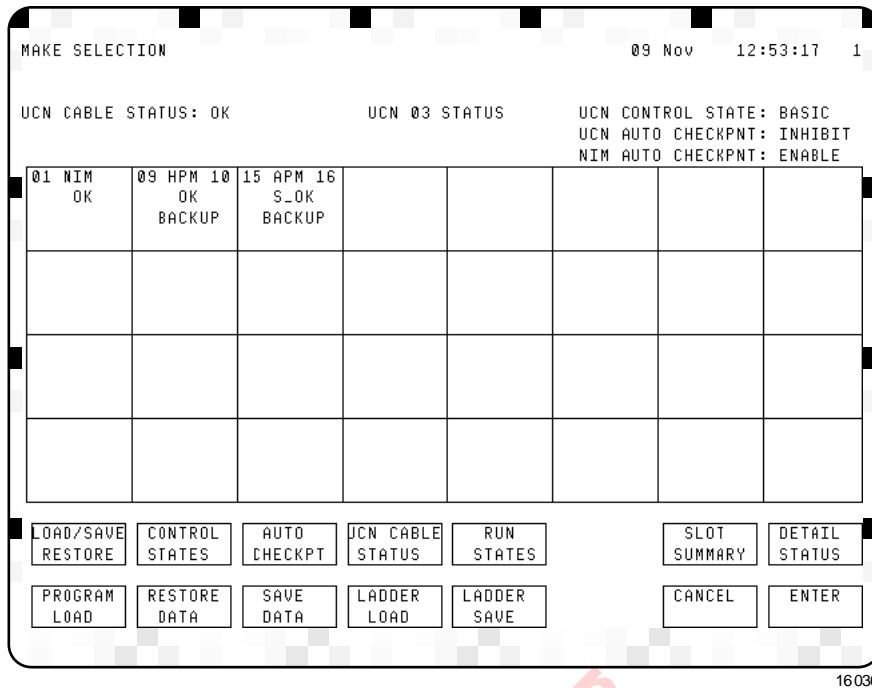 MAKE SELECTION 09 Nov 12:53:17 1
UCN CABLE STATUS: OK UCN 03 STATUS UCN CONTROL STATE: BASIC
UCN AUTO CHECKPNT: INHIBIT
NIM AUTO CHECKPNT: ENABLE
01 NIM 09 HPM 10 15 APM 16
OK OK S_OK
BACKUP BACKUP
LOAD/SAVE CONTROL AUTO UCN CABLE RUN SLOT DETAIL
RESTORE STATES CHECKPT STATUS STATES SUMMARY STATUS
PROGRAM RESTORE SAVE LADDER LADDER CANCEL ENTER
LOAD DATA DATA LOAD SAVE